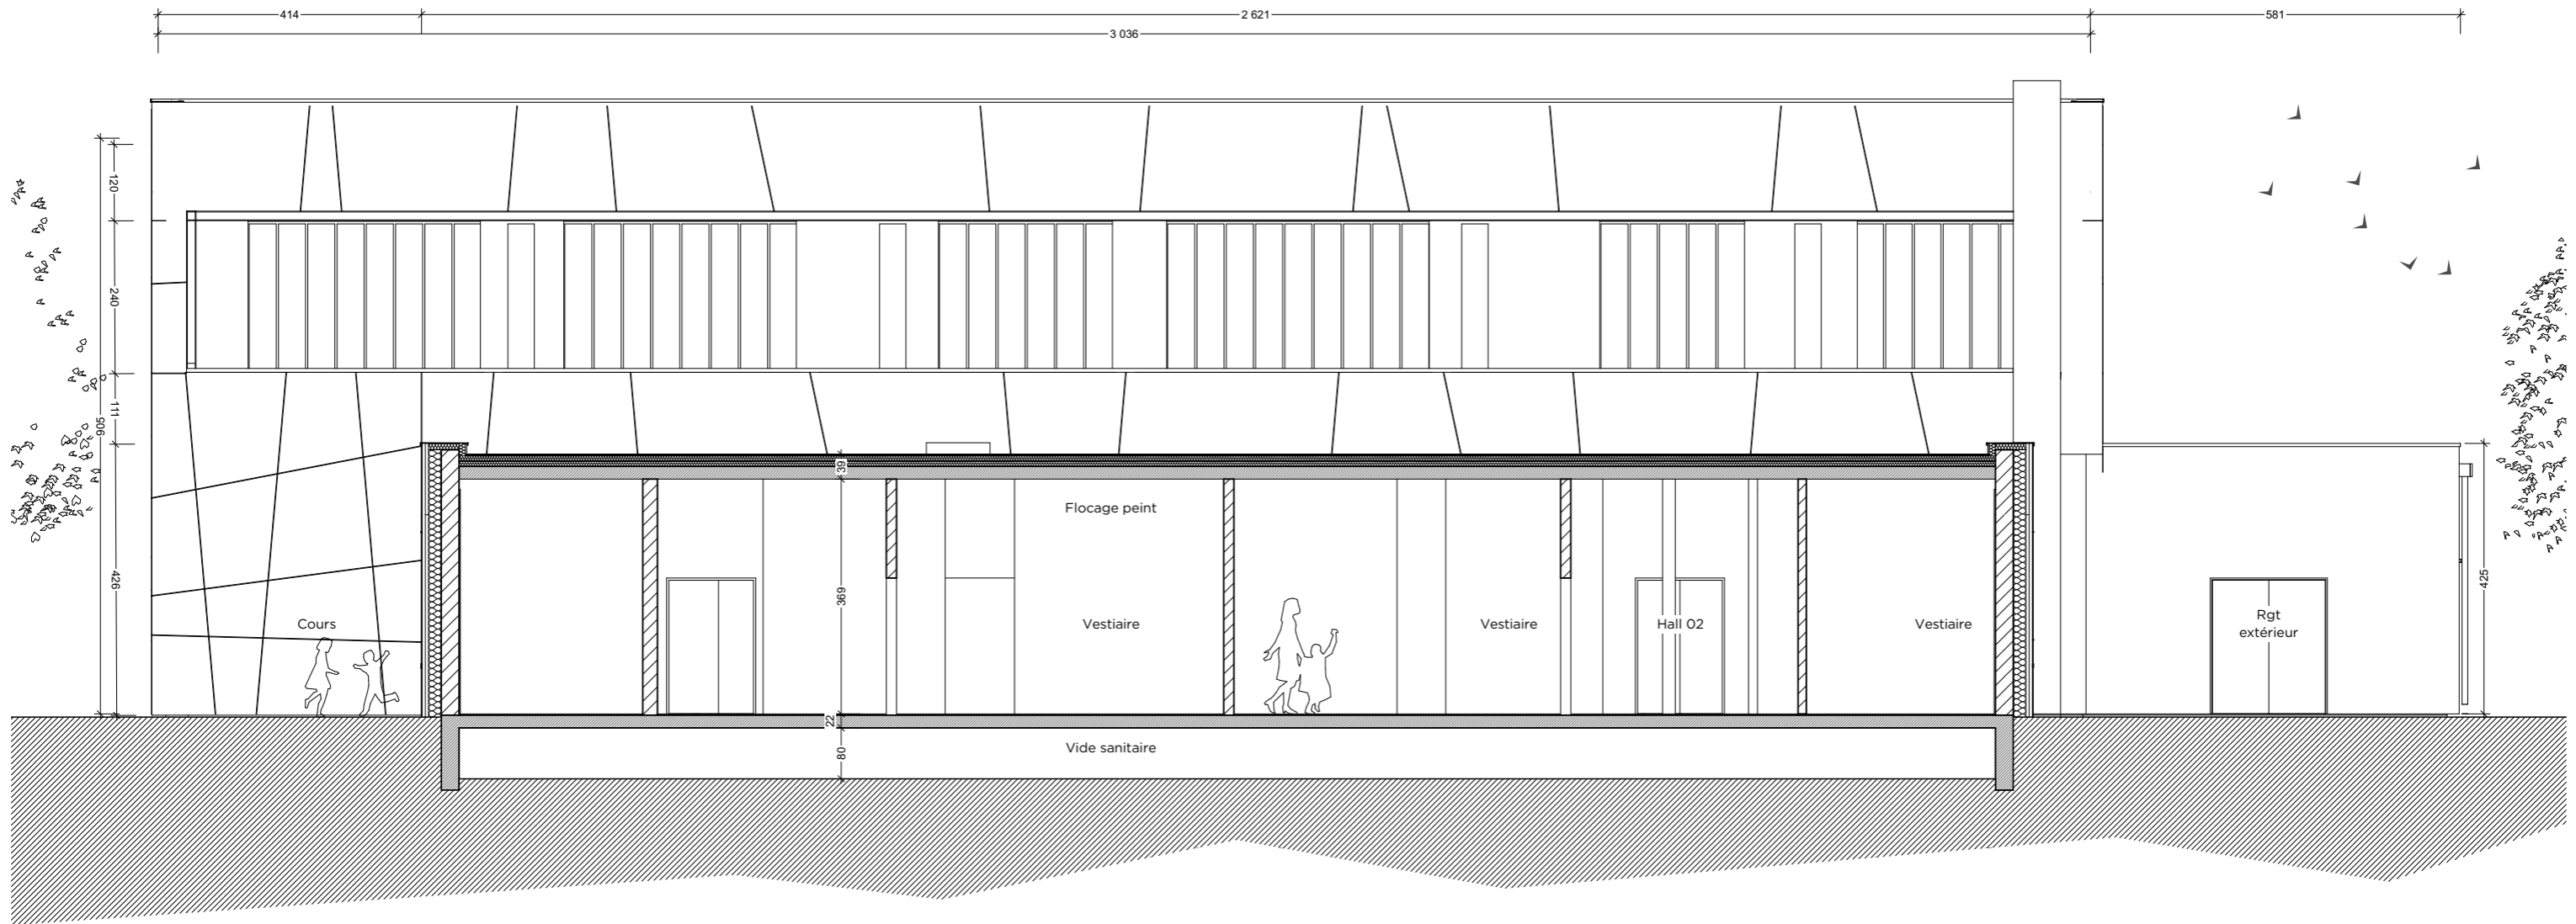 414
2 621
581
3 036
120
240
111
906
426
39
Flocage peint
369
425
Cours
Vestiaire
Vestiaire
Hall 02
Vestiaire
Rgt
extérieur
22
Vide sanitaire
80